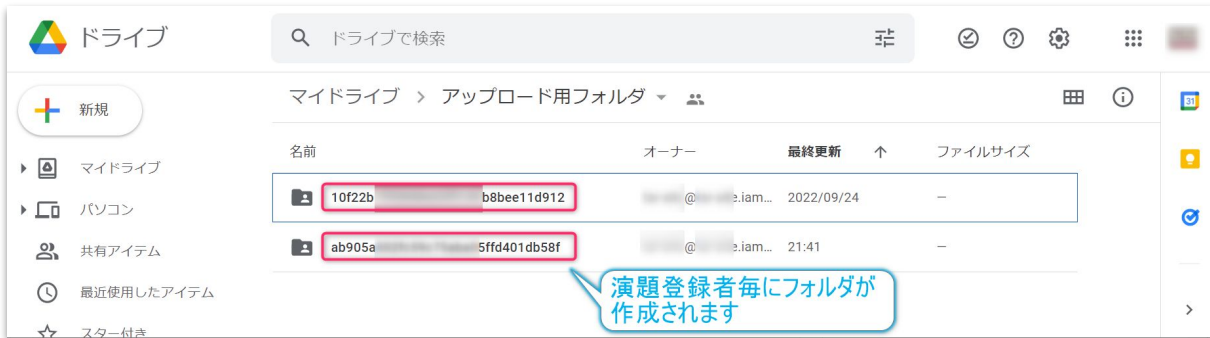 ドライブ
ドライブで検索
新規
マイドライブ > アップロード用フォルダ
31
名前 オーナー 最終更新 ファイルサイズ
マイドライブ
10f22b b8bee11d912 @ e.iam... 2022/09/24 —
パソコン
ab905a 5ffd401db58f @ e.iam... 21:41 —
共有アイテム
演題登録者毎にフォルダが
作成されます
最近使用したアイテム
スター付き